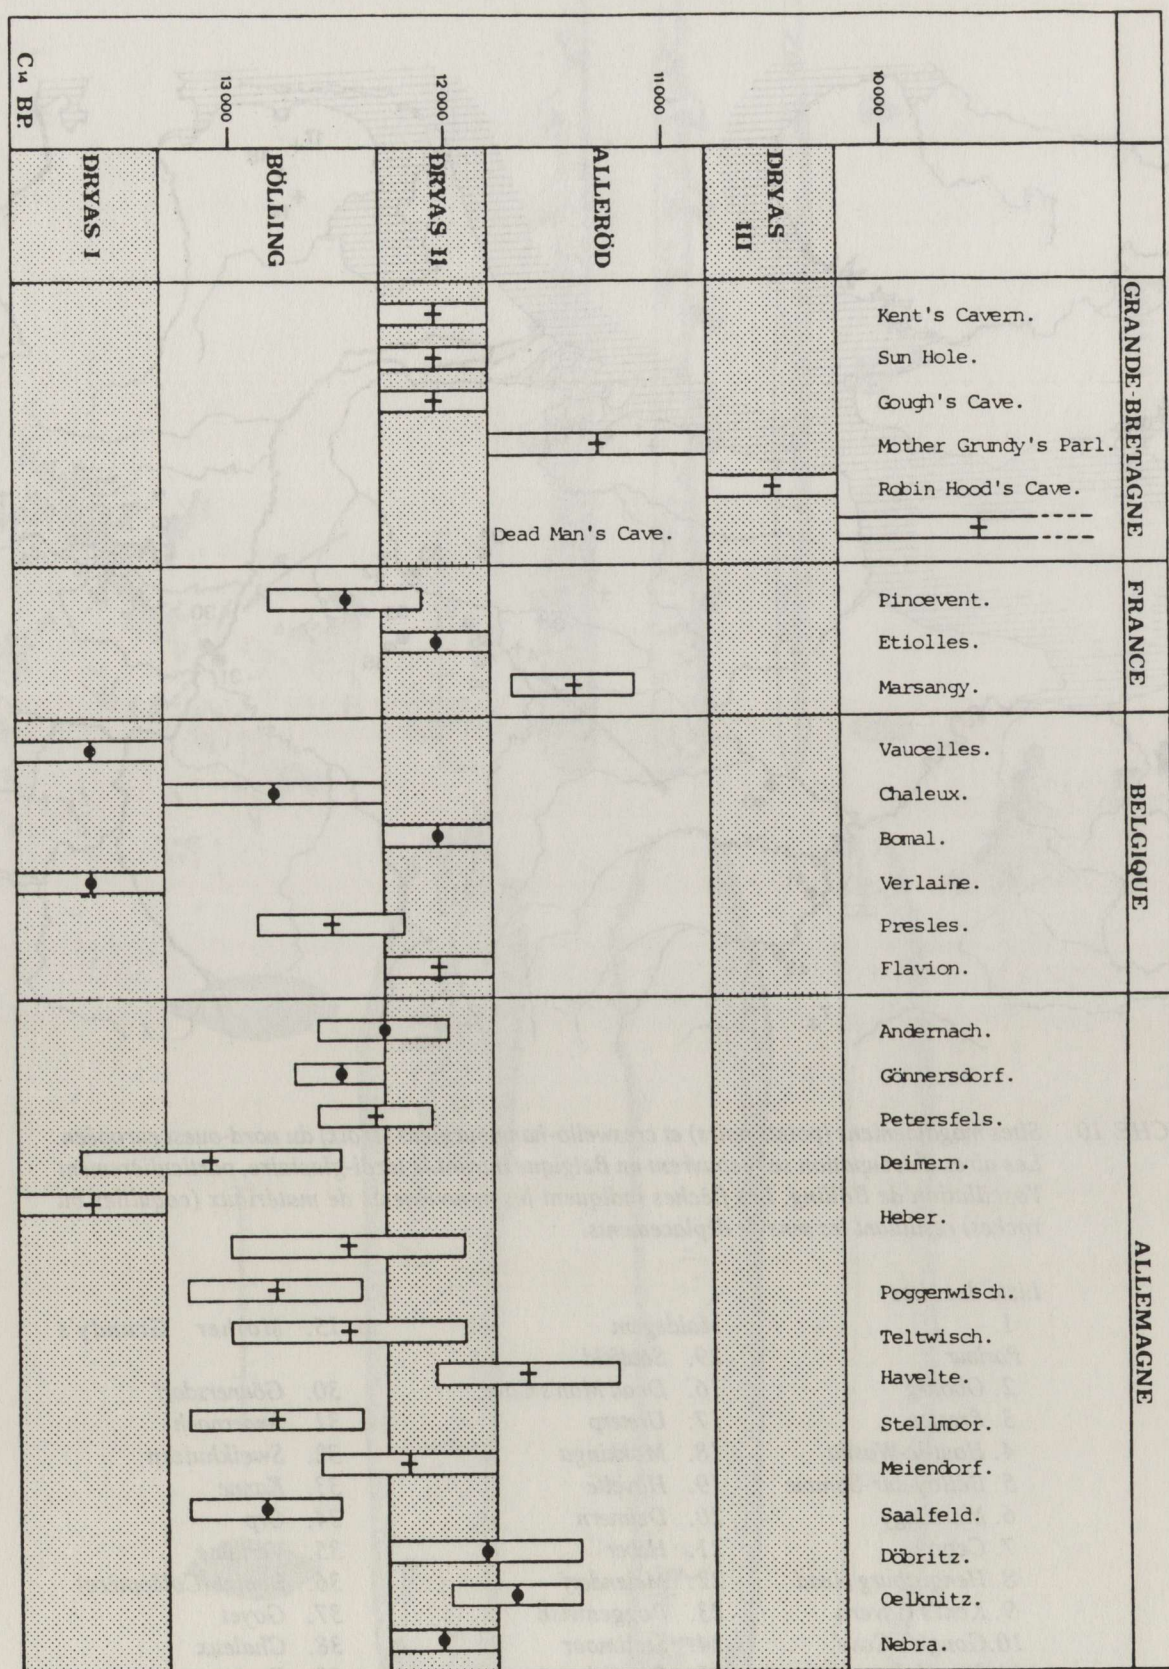 C14 BP.
13 000
12 000
11 000
10 000
DRYAS I
BÖLLING
DRYAS II
ALLERÖD
DRYAS
III
GRANDE-BRETAGNE
Kent's Cavern.
Sun Hole.
Gough's Cave.
Mother Grundy's Parl.
Robin Hood's Cave.
Dead Man's Cave.
FRANCE
Pincevent.
Etiolles.
Marsangy.
BELGIQUE
Vaucelles.
Chaleux.
Bomal.
Verlaine.
Presles.
Flavion.
ALLEMAGNE
Andernach.
Gönnersdorf.
Petersfels.
Deimern.
Heber.
Poggenwisch.
Teltwisch.
Havelte.
Stellmoor.
Meiendorf.
Saalfeld.
Döbritz.
Oelknitz.
Nebra.